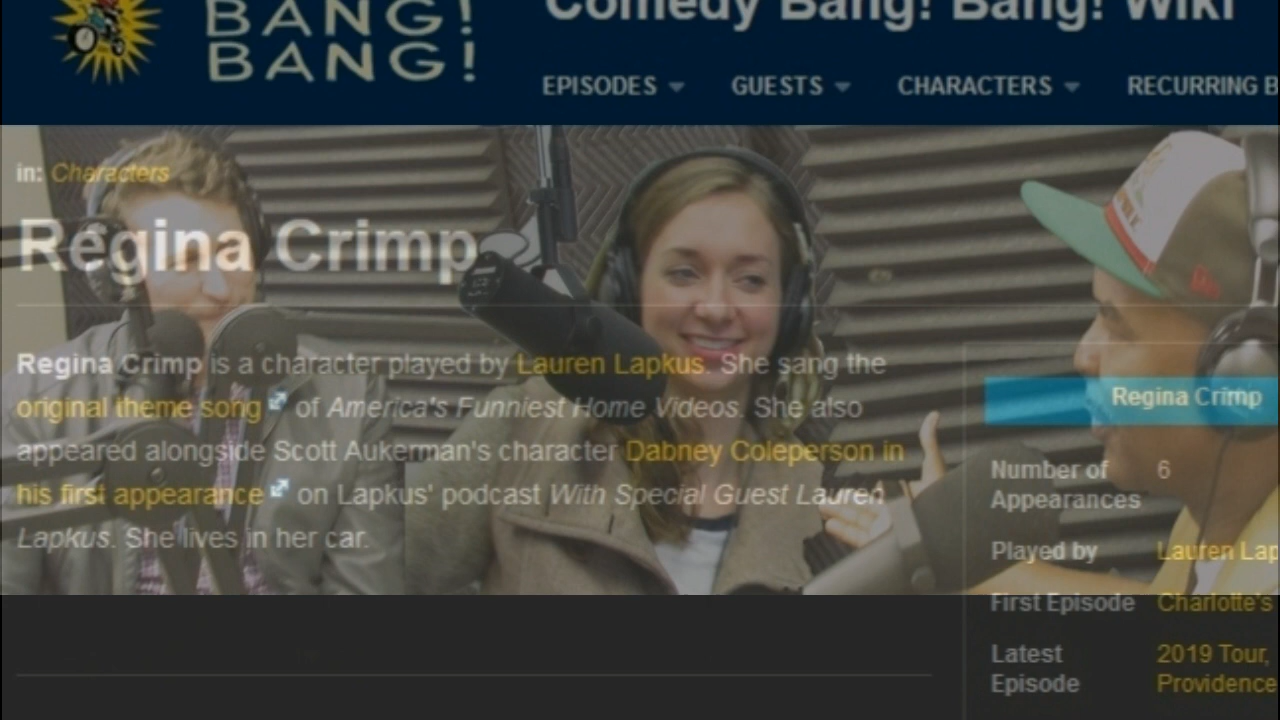 BANG!
BANG!
Comedy Bang! Bang! Wiki
EPISODES
GUESTS
CHARACTERS
RECURRING B
in: Characters
Regina Crimp
Regina Crimp is a character played by Lauren Lapkus. She sang the
original theme song of America's Funniest Home Videos. She also
appeared alongside Scott Aukerman's character Dabney Coleperson in
his first appearance on Lapkus' podcast With Special Guest Lauren
Lapkus. She lives in her car.
Regina Crimp
Number of 6
Appearances
Played by Lauren Lap
First Episode Charlotte's
Latest 2019 Tour,
Episode Providence